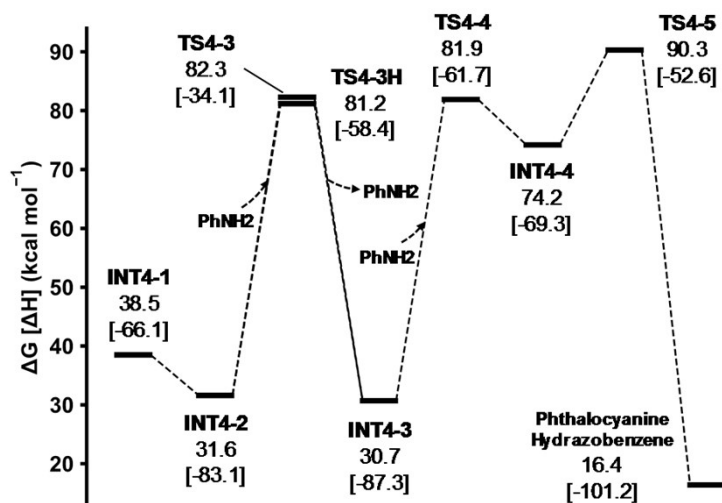 ΔG [ΔH] (kcal mol⁻¹)
90
80
70
60
50
40
30
20
INT4-1
38.5
[-66.1]
INT4-2
31.6
[-83.1]
PhNH2
TS4-3
82.3
[-34.1]
TS4-3H
81.2
[-58.4]
PhNH2
INT4-3
30.7
[-87.3]
PhNH2
TS4-4
81.9
[-61.7]
INT4-4
74.2
[-69.3]
TS4-5
90.3
[-52.6]
Phthalocyanine
Hydrazobenzene
16.4
[-101.2]